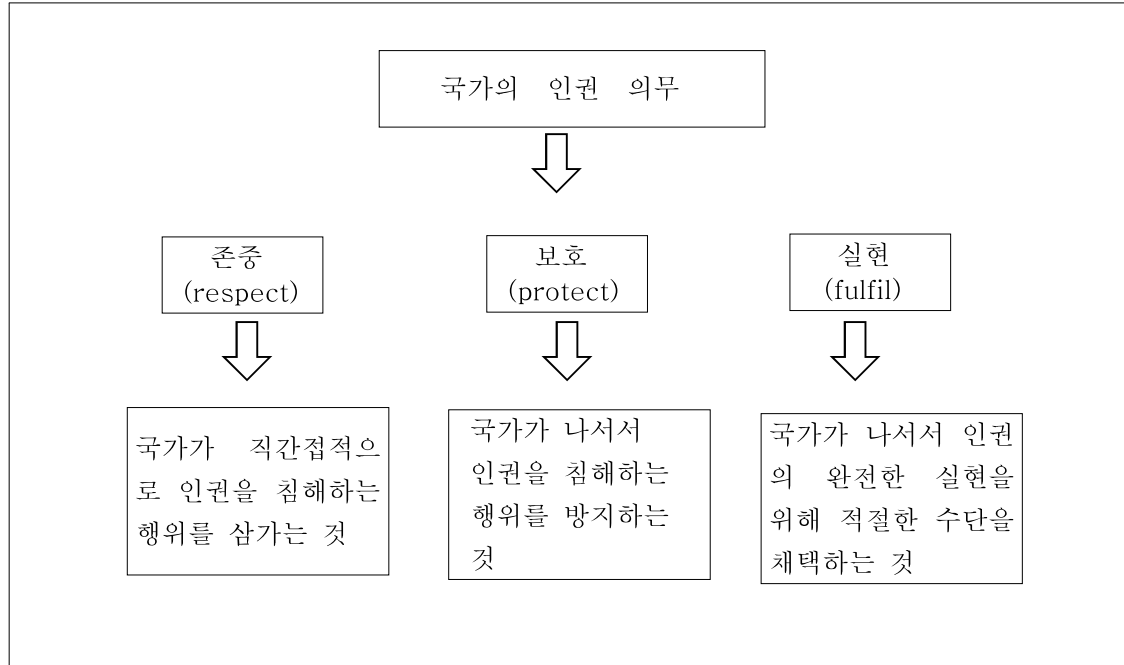 국가의 인권 의무
존중
(respect)
보호
(protect)
실현
(fulfil)
국가가 직간접적으
로 인권을 침해하는
행위를 삼가는 것
국가가 나서서
인권을 침해하는
행위를 방지하는
것
국가가 나서서 인권
의 완전한 실현을
위해 적절한 수단을
채택하는 것